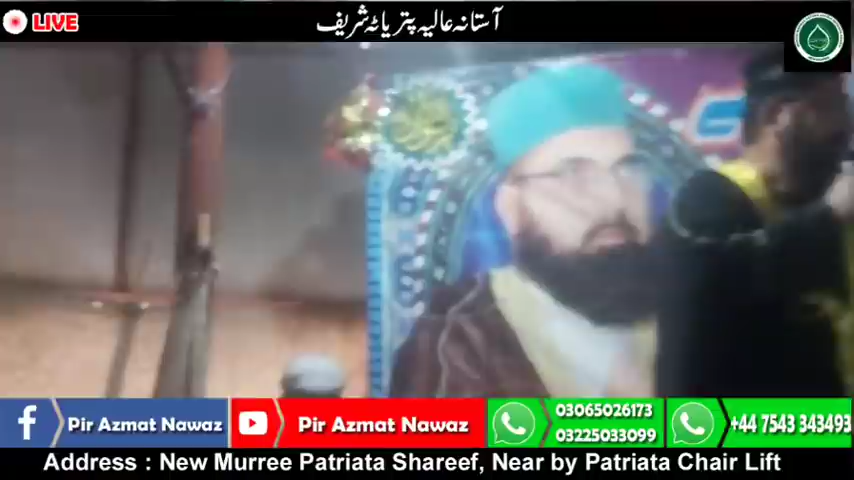 LIVE
آستانہ عالیہ پتریاٹہ شریف
Pir Azmat Nawaz
Pir Azmat Nawaz
03065026173
03225033099
+44 7543 343493
Address : New Murree Patriata Shareef, Near by Patriata Chair Lift